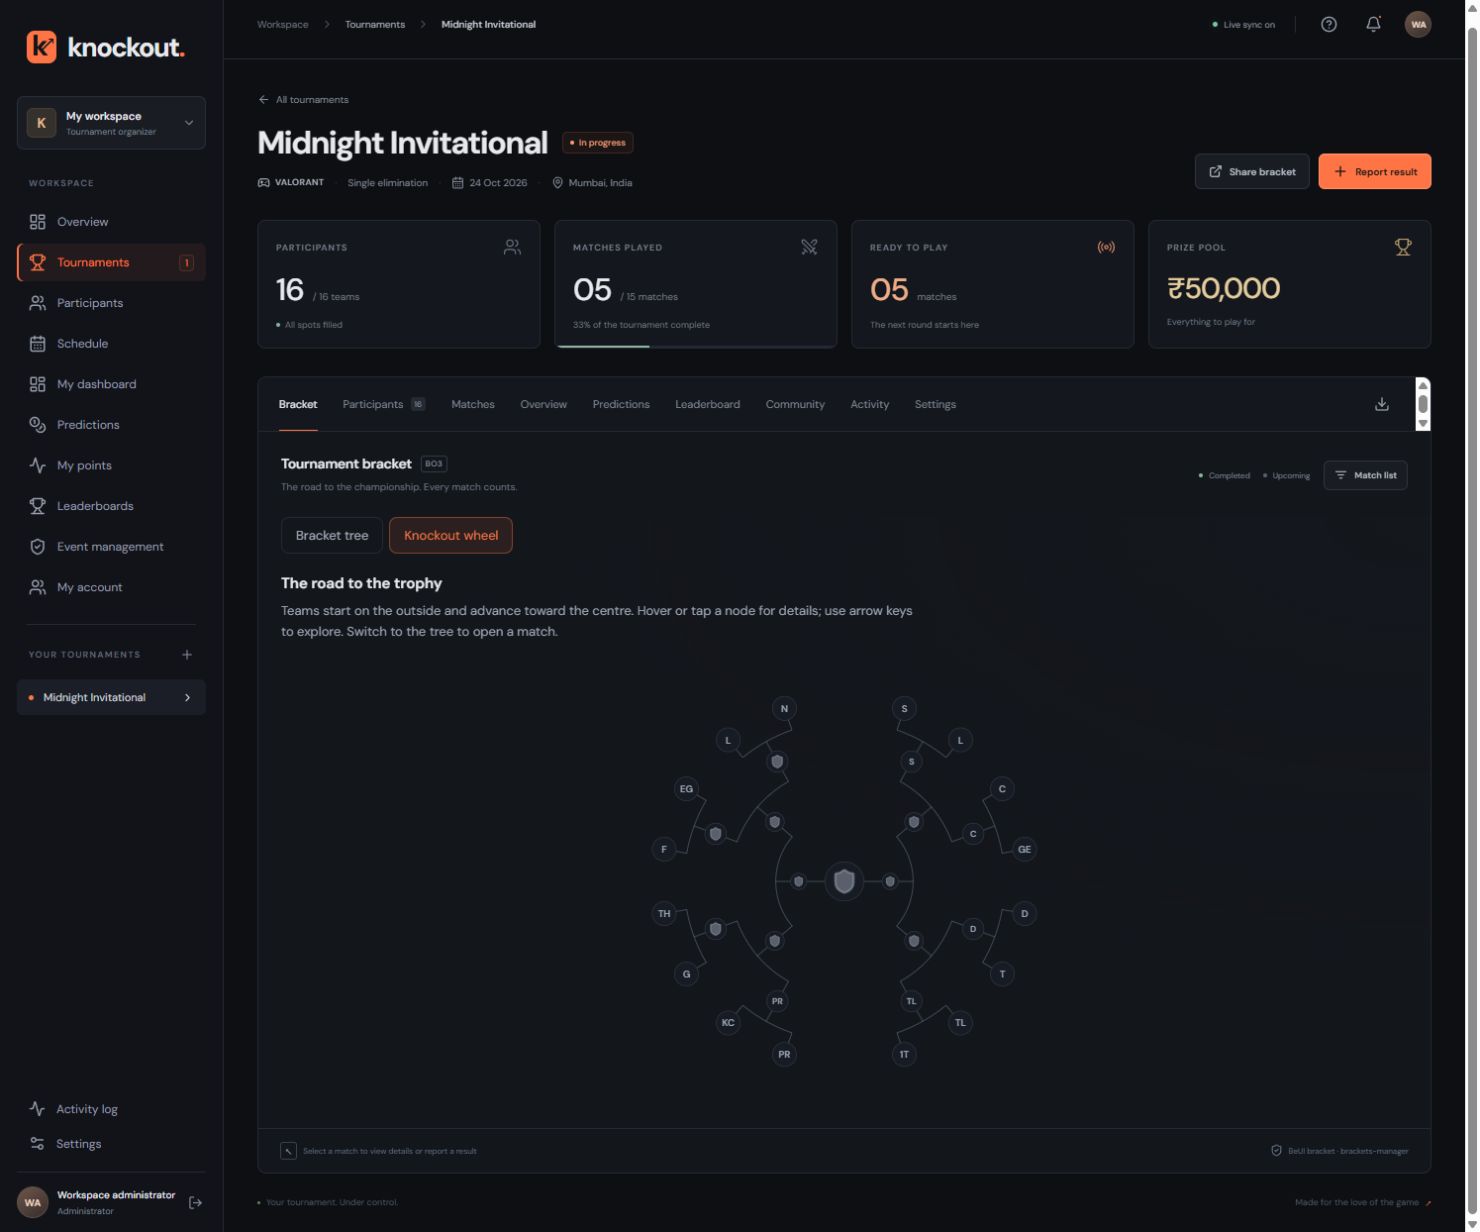 knockout.
K
My workspace
Tournament organizer
WORKSPACE
Overview
Tournaments
1
Participants
Schedule
My dashboard
Predictions
My points
Leaderboards
Event management
My account
YOUR TOURNAMENTS
Midnight Invitational
Activity log
Settings
WA
Workspace administrator
Administrator
Workspace
Tournaments
Midnight Invitational
Live sync on
WA
All tournaments
Midnight Invitational
In progress
VALORANT
Single elimination
24 Oct 2026
Mumbai, India
Share bracket
Report result
PARTICIPANTS
16 / 16 teams
All spots filled
MATCHES PLAYED
05 / 15 matches
33% of the tournament complete
READY TO PLAY
05 matches
The next round starts here
PRIZE POOL
₹50,000
Everything to play for
Bracket
Participants 16
Matches
Overview
Predictions
Leaderboard
Community
Activity
Settings
Tournament bracket BO3
The road to the championship. Every match counts.
Completed
Upcoming
Match list
Bracket tree
Knockout wheel
The road to the trophy
Teams start on the outside and advance toward the centre. Hover or tap a node for details; use arrow keys
to explore. Switch to the tree to open a match.
N
S
L
L
S
EG
C
C
F
GE
TH
D
D
G
T
PR
TL
KC
TL
PR
1T
Select a match to view details or report a result
BeUI bracket · brackets-manager
Your tournament. Under control.
Made for the love of the game